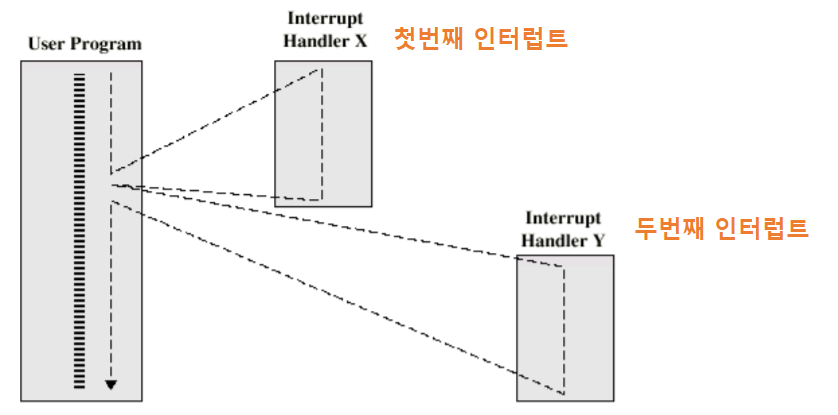 User Program
Interrupt
Handler X
첫번째 인터럽트
Interrupt
Handler Y
두번째 인터럽트